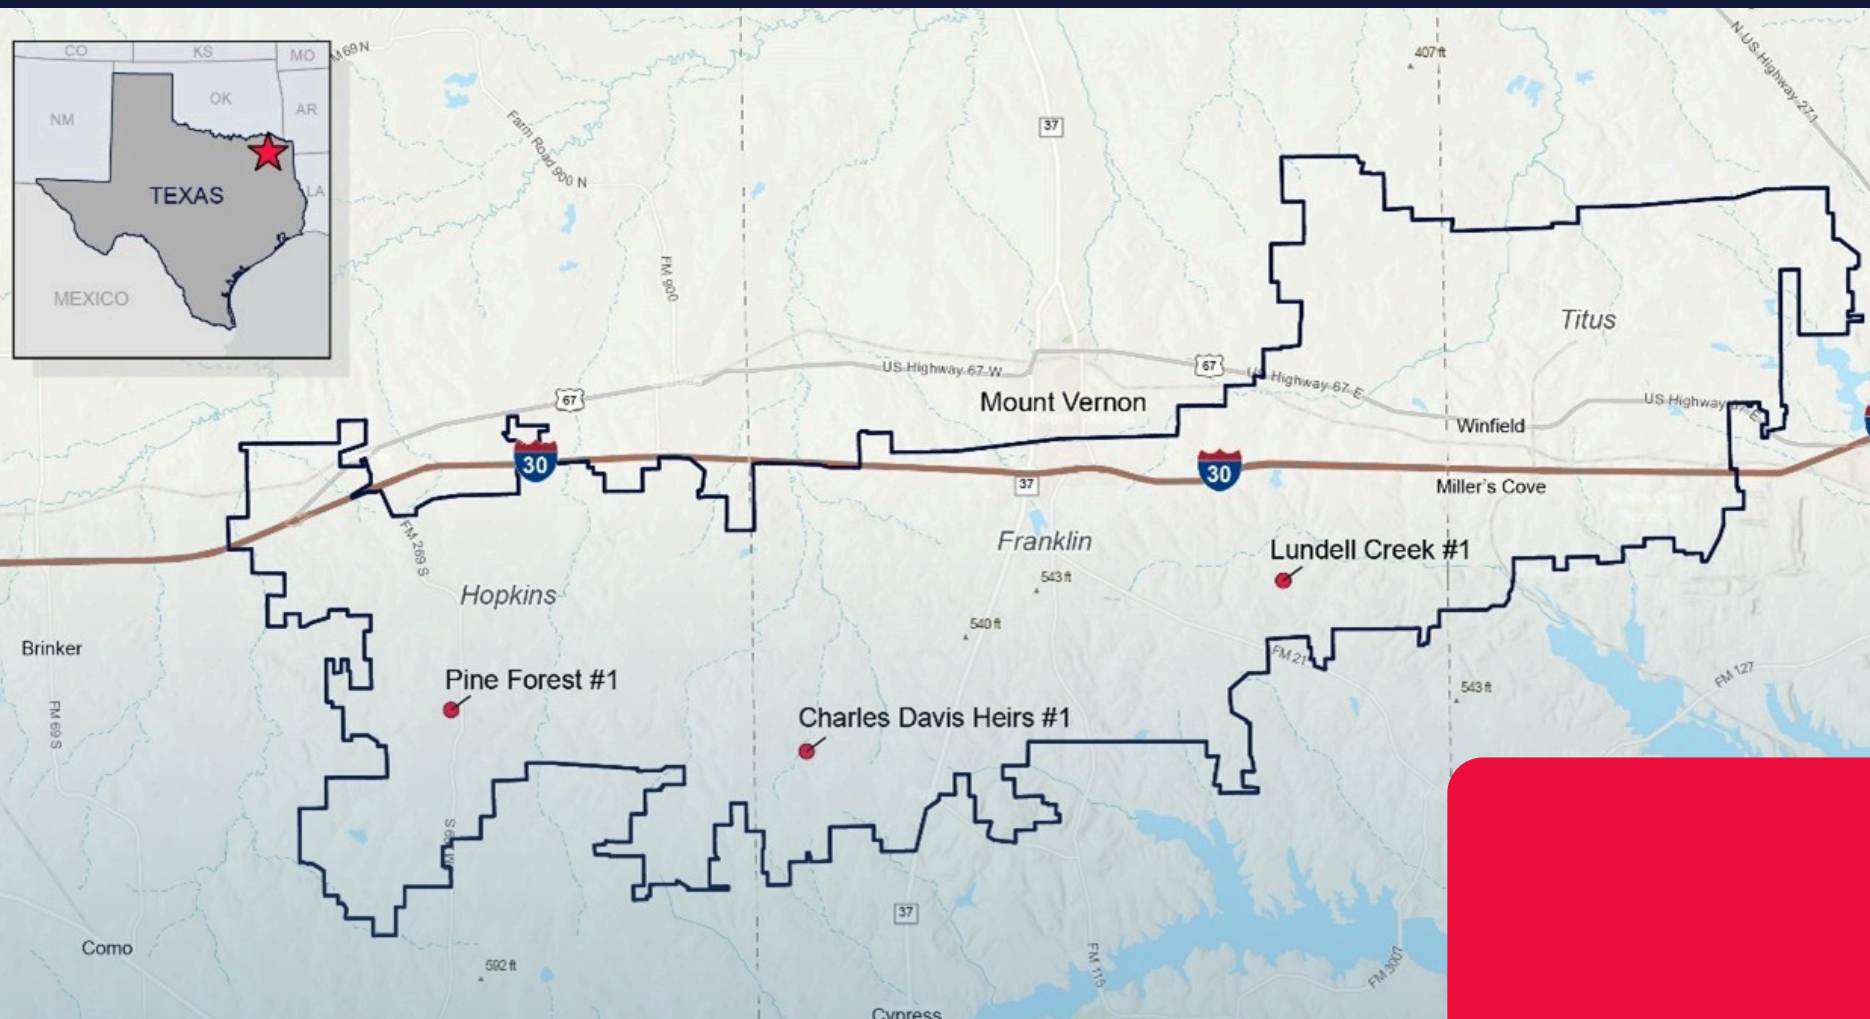 CO
KS
MO
NM
OK
AR
TEXAS
LA
MEXICO
M 69 N
Farm Road 900 N
FM 900
37
407 ft
N US Highway 271
67
US Highway 67 W
67
US Highway 67 E
Mount Vernon
Titus
US Highway 67 E
Winfield
30
30
37
Miller's Cove
FM 269 S
Franklin
Lundell Creek #1
543 ft
Hopkins
540 ft
Brinker
FM 21
FM 69 S
Pine Forest #1
543 ft
FM 127
Charles Davis Heirs #1
37
Como
592 ft
FM 115
FM 3007
Cypress